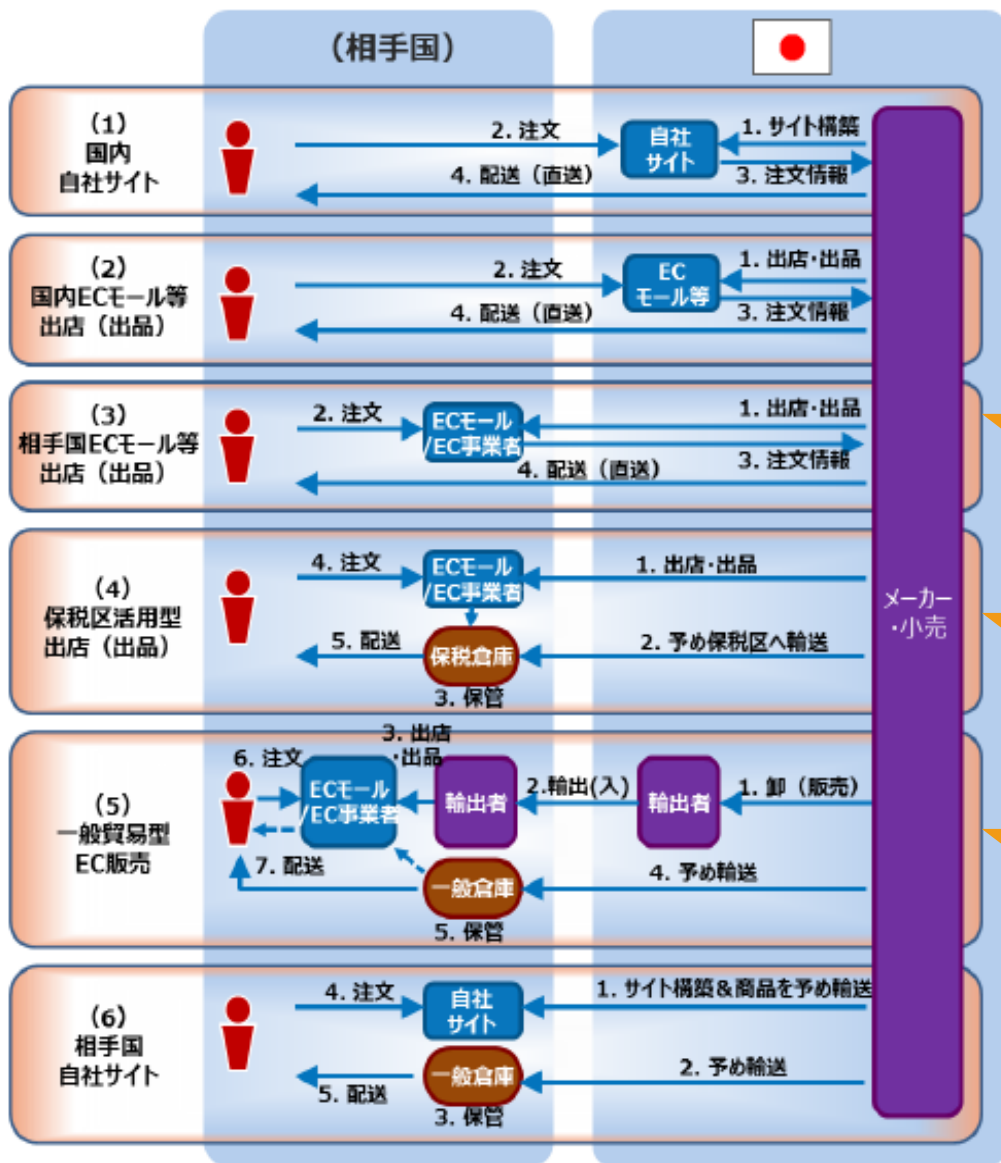 (相手国)
(1)
国内
自社サイト
2. 注文
自社
サイト
1. サイト構築
4. 配送（直送）
3. 注文情報
(2)
国内ECモール等
出店（出品）
2. 注文
EC
モール等
1. 出店・出品
4. 配送（直送）
3. 注文情報
(3)
相手国ECモール等
出店（出品）
2. 注文
ECモール
/EC事業者
1. 出店・出品
3. 注文情報
4. 配送（直送）
(4)
保税区活用型
出店（出品）
4. 注文
ECモール
/EC事業者
1. 出店・出品
5. 配送
保税倉庫
2. 予め保税区へ輸送
3. 保管
メーカー
・小売
(5)
一般貿易型
EC販売
6. 注文
3. 出店
・出品
ECモール
/EC事業者
輸出者
2.輸出(入)
輸出者
1. 卸（販売）
7. 配送
一般倉庫
4. 予め輸送
5. 保管
(6)
相手国
自社サイト
4. 注文
自社
サイト
1. サイト構築＆商品を予め輸送
5. 配送
一般倉庫
2. 予め輸送
3. 保管